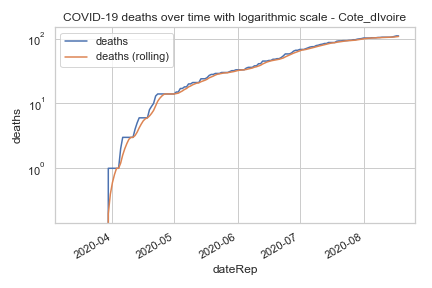 COVID-19 deaths over time with logarithmic scale - Cote_dIvoire
deaths
deaths (rolling)
10²
10¹
10⁰
deaths
2020-04
2020-05
2020-06
2020-07
2020-08
dateRep